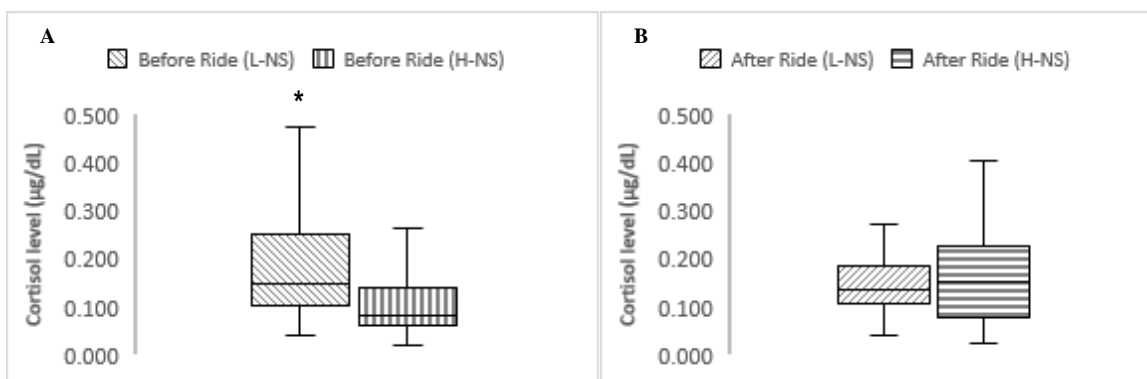 A
Before Ride (L-NS) Before Ride (H-NS)
*
Cortisol level (µg/dL)
0.500
0.400
0.300
0.200
0.100
0.000
B
After Ride (L-NS) After Ride (H-NS)
Cortisol level (µg/dL)
0.500
0.400
0.300
0.200
0.100
0.000